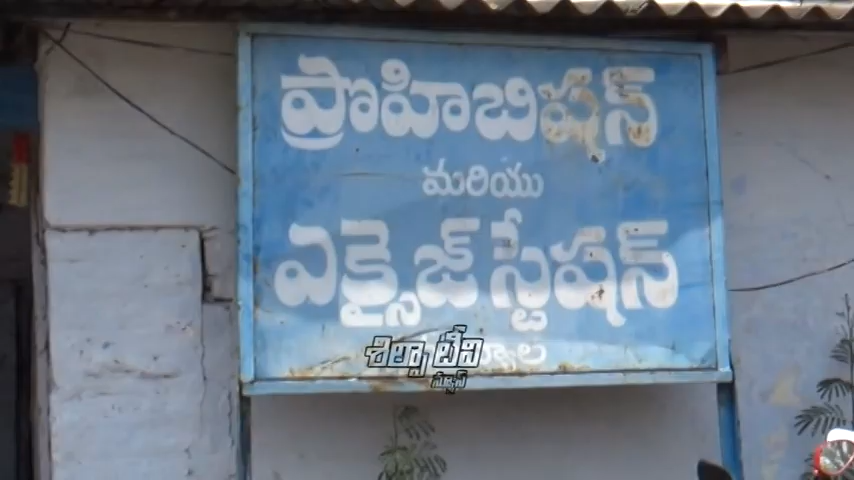 ప్రొహిబిషన్
మరియు
ఎక్సైజ్ స్టేషన్
శిల్పా టీవి
న్యూస్